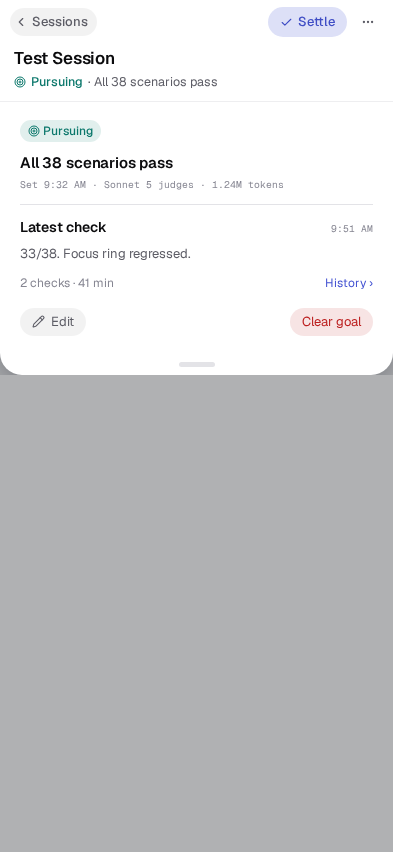 Sessions
Settle
Test Session
Pursuing · All 38 scenarios pass
Pursuing
All 38 scenarios pass
Set 9:32 AM · Sonnet 5 judges · 1.24M tokens
Latest check
9:51 AM
33/38. Focus ring regressed.
2 checks · 41 min
History ›
Edit
Clear goal